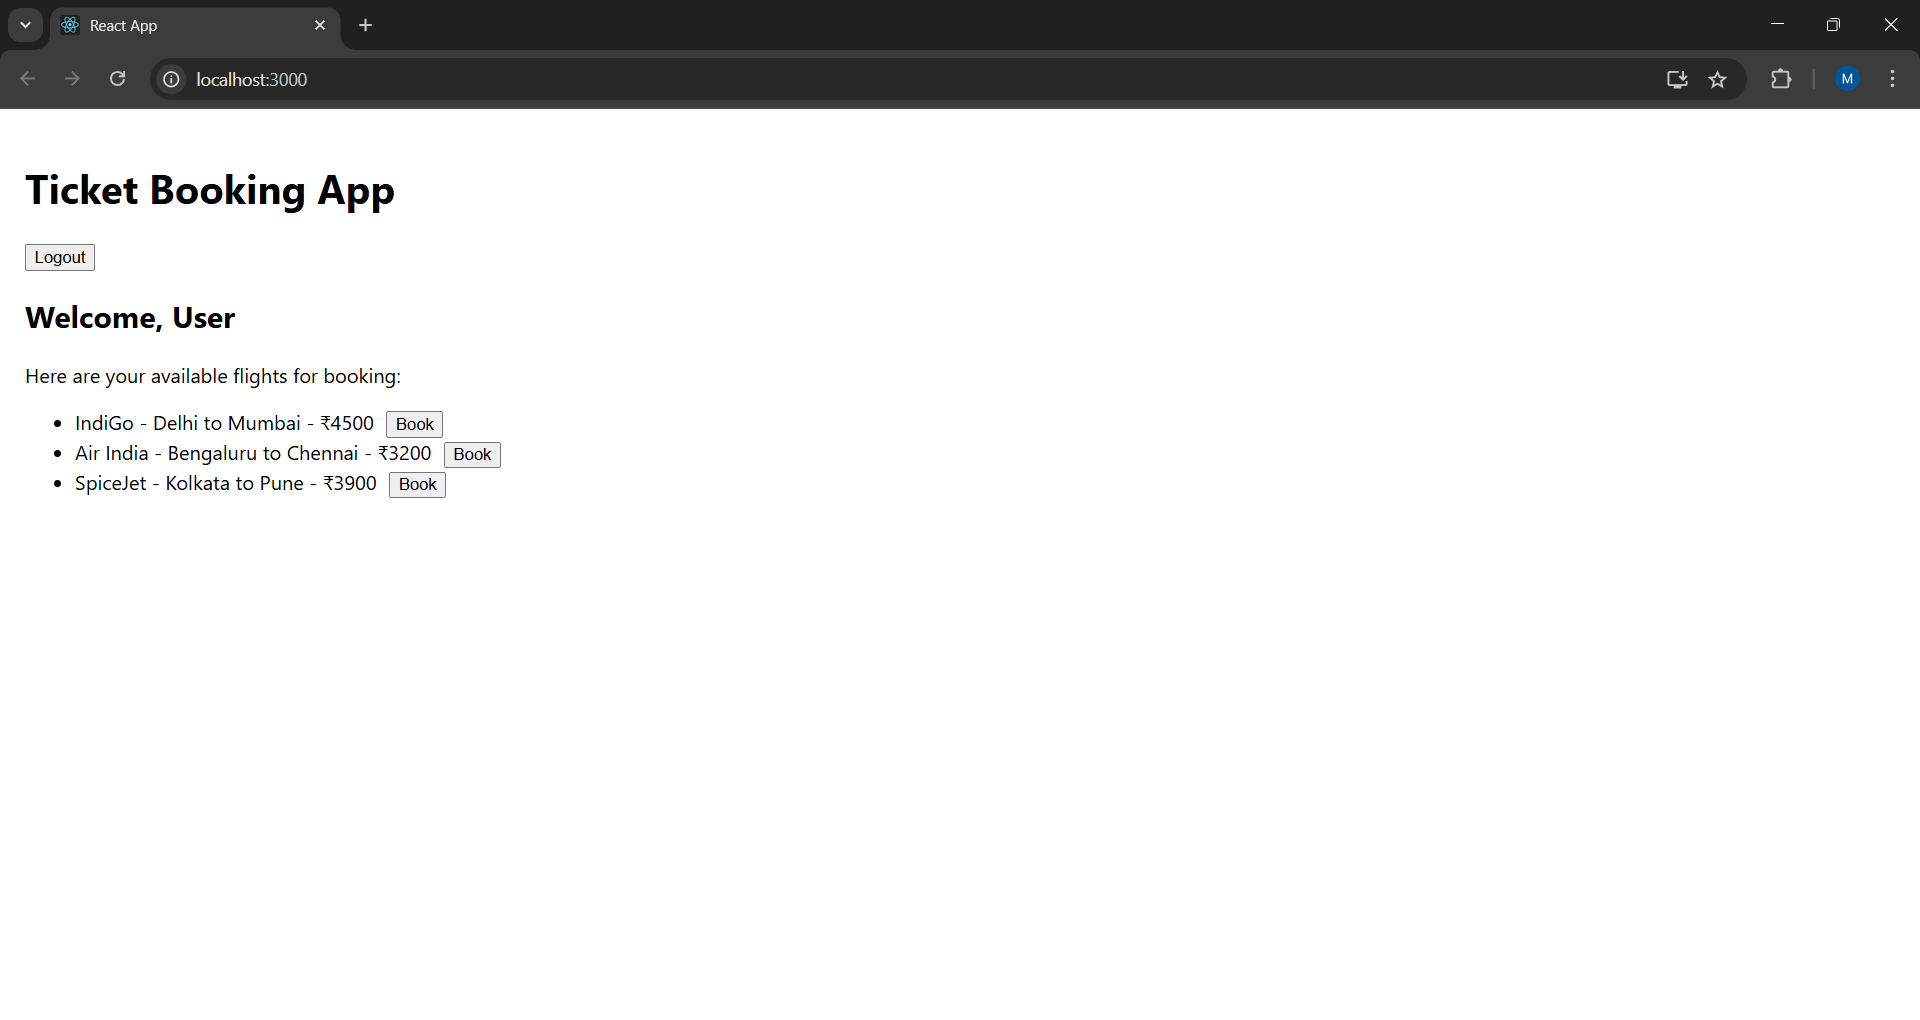 React App
localhost:3000
M
Ticket Booking App
Logout
Welcome, User
Here are your available flights for booking:
IndiGo - Delhi to Mumbai - ₹4500 Book
Air India - Bengaluru to Chennai - ₹3200 Book
SpiceJet - Kolkata to Pune - ₹3900 Book